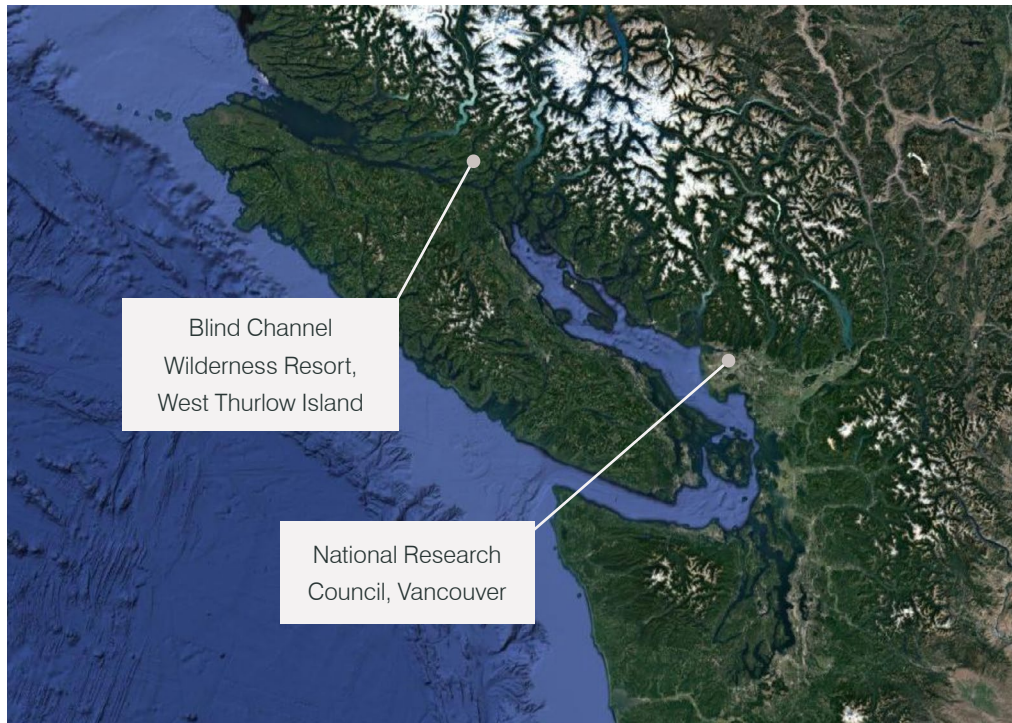 Blind Channel
Wilderness Resort,
West Thurlow Island
National Research
Council, Vancouver